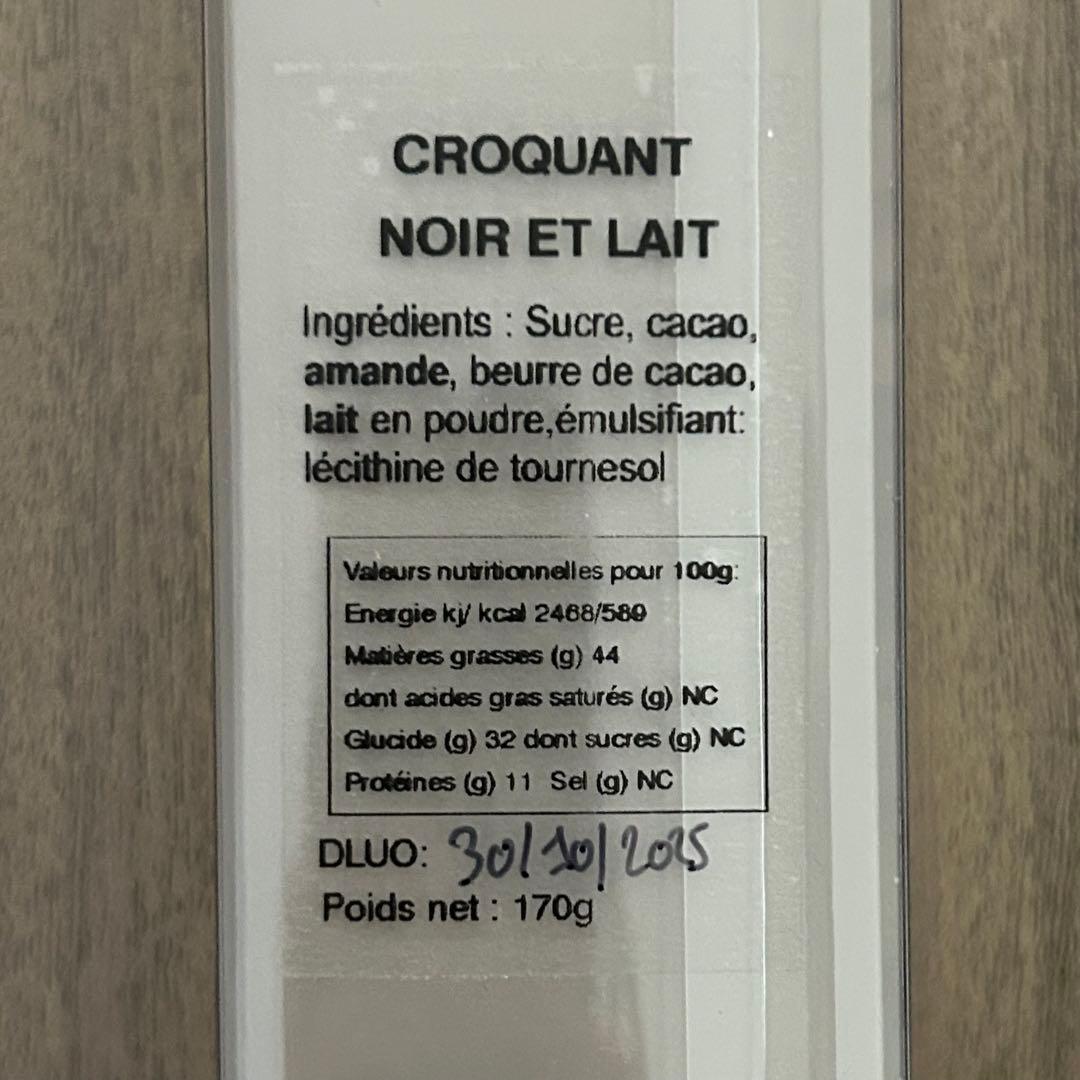 CROQUANT
NOIR ET LAIT
Ingrédients : Sucre, cacao,
amande, beurre de cacao,
lait en poudre,émulsifiant:
lécithine de tournesol
Valeurs nutritionnelles pour 100g:
Energie kj/ kcal 2468/589
Matières grasses (g) 44
dont acides gras saturés (g) NC
Glucide (g) 32 dont sucres (g) NC
Protéines (g) 11 Sel (g) NC
DLUO: 30/10/2025
Poids net : 170g